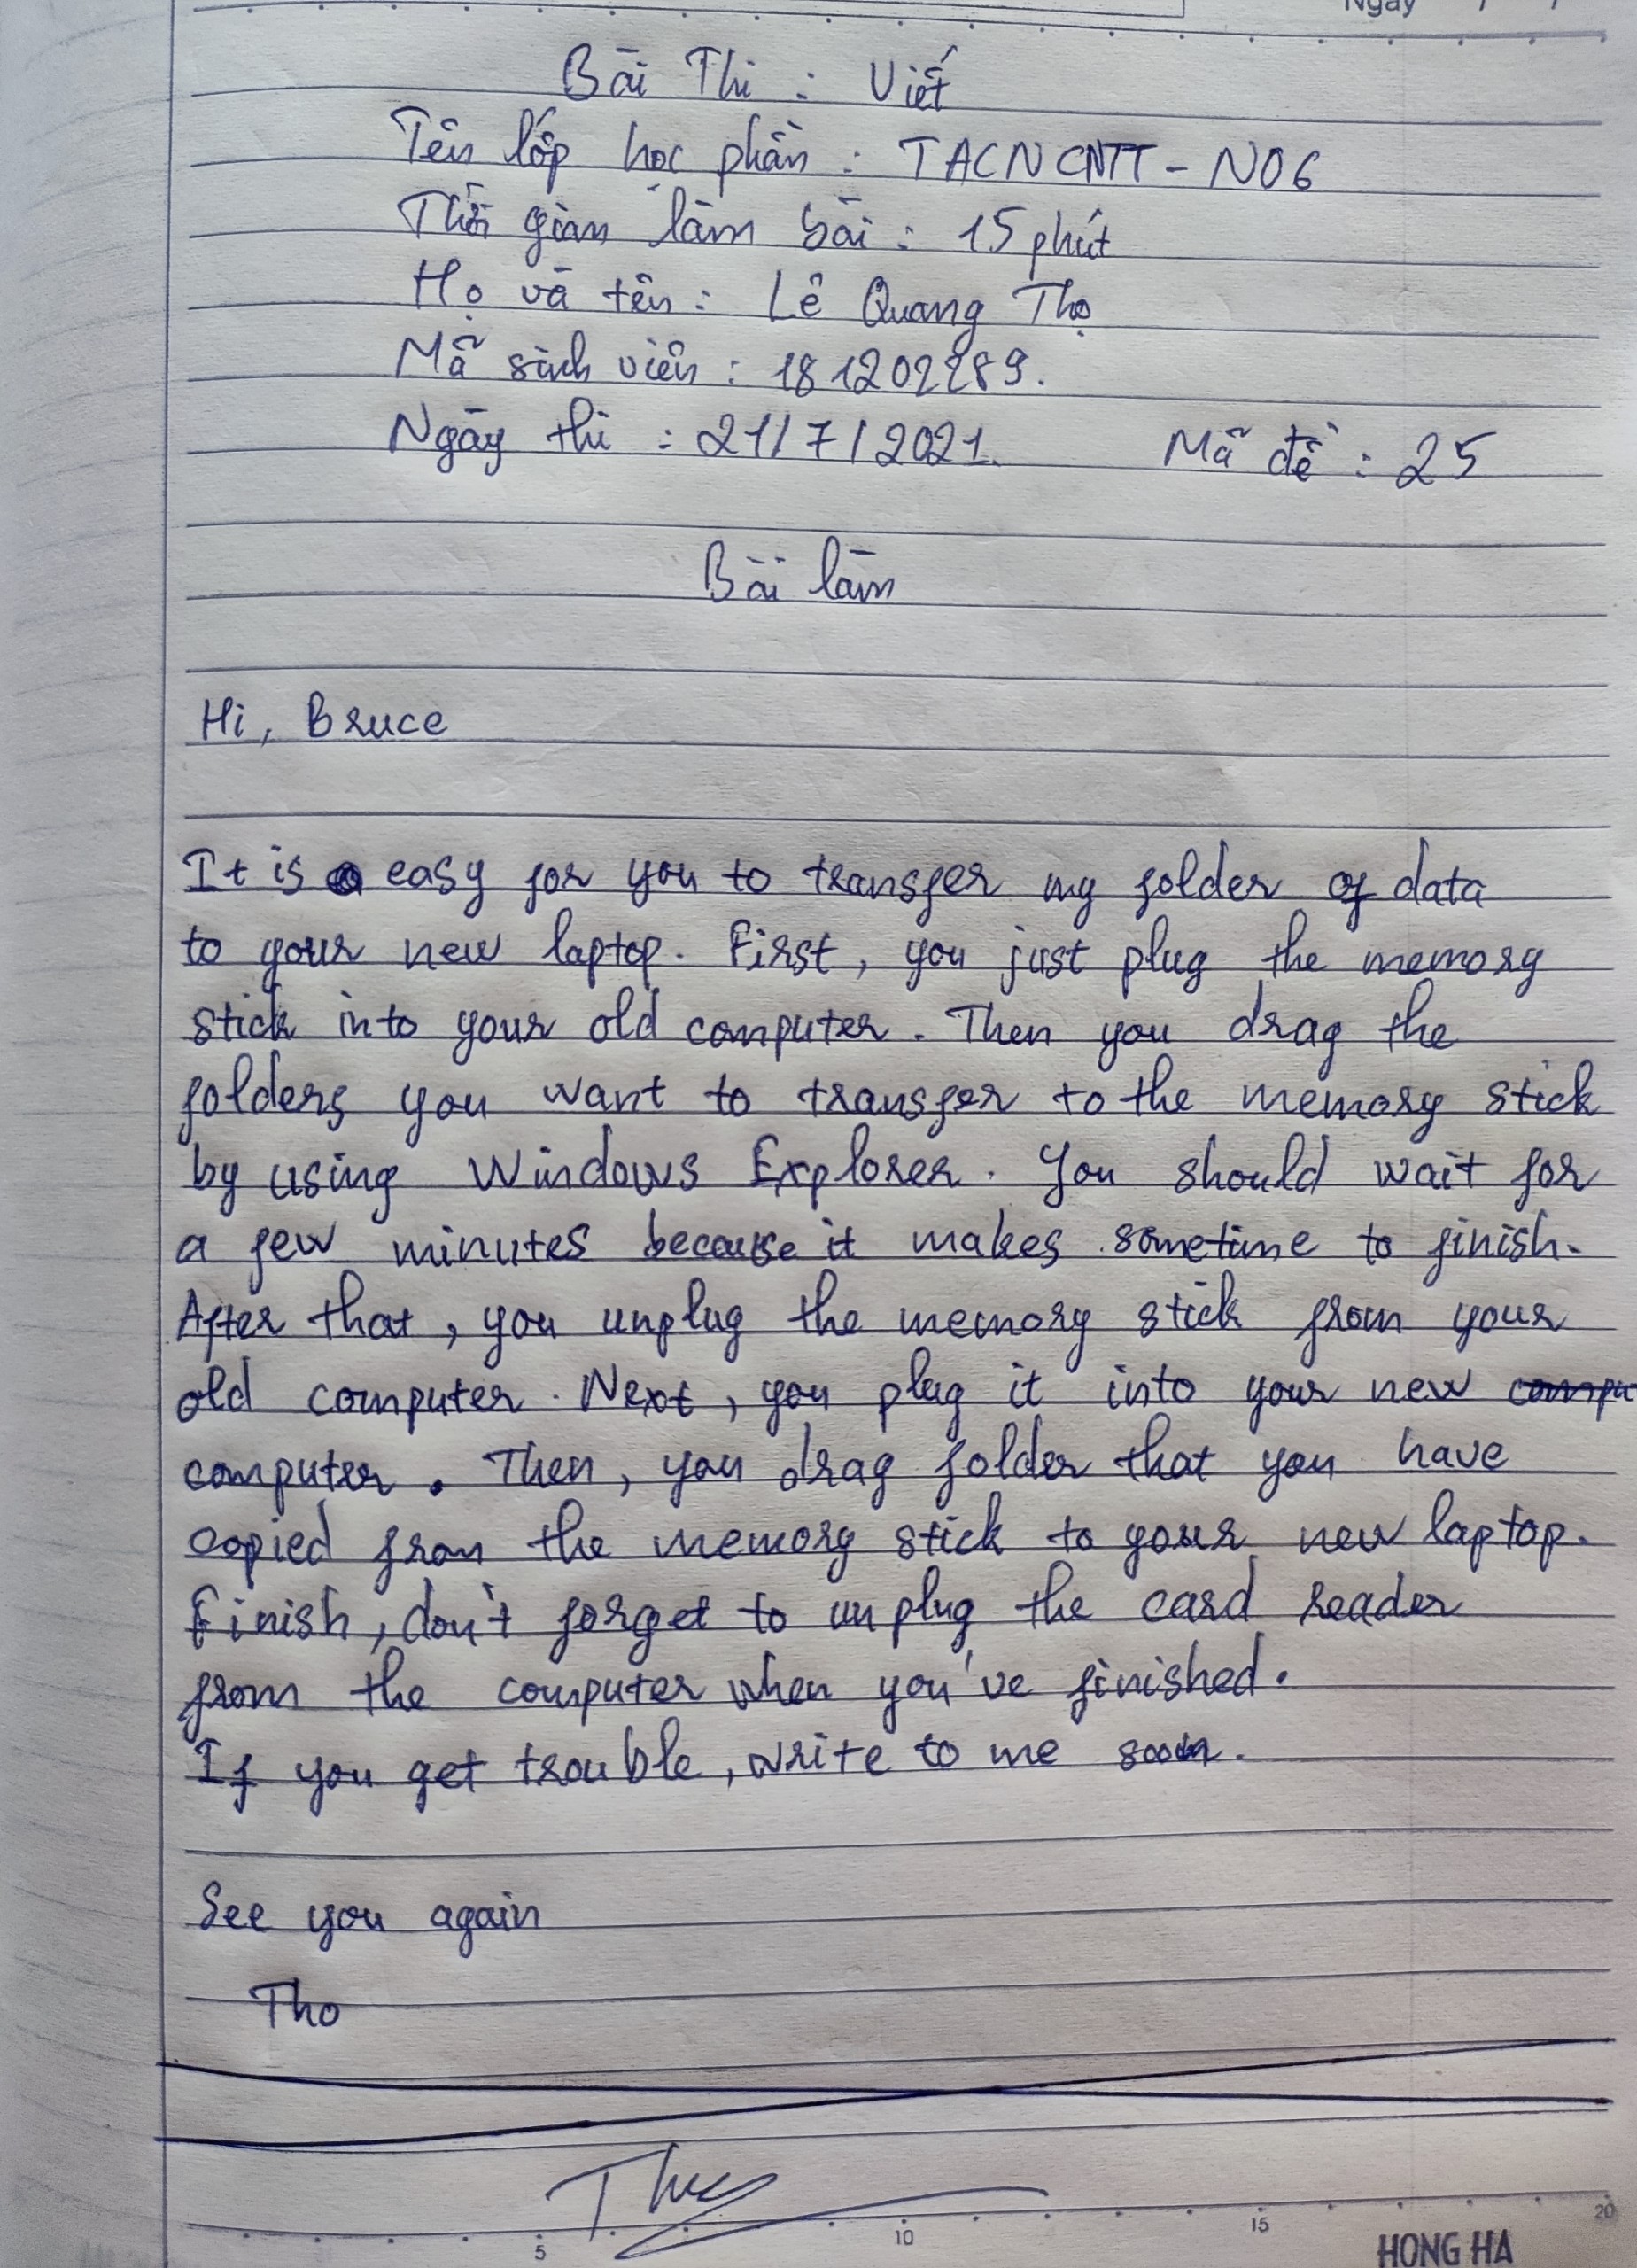 Ngày / /
Bài Thi : Viết
Tên lớp học phần : TACNCNTT - N06
Thời gian làm bài : 15 phút
Họ và tên : Lê Quang Thọ
Mã sinh viên : 181202289.
Ngày thi : 21/7/2021. Mã đề : 25
Bài làm
Hi, Bruce
It is easy for you to transfer my folder of data
to your new laptop. First, you just plug the memory
stick into your old computer. Then you drag the
folders you want to transfer to the memory stick
by using Windows Explorer. You should wait for
a few minutes because it makes sometime to finish.
After that, you unplug the memory stick from your
old computer. Next, you plug it into your new compu
computer. Then, you drag folder that you have
copied from the memory stick to your new laptop.
Finish, don't forget to unplug the card reader
from the computer when you've finished.
If you get trouble, write to me soon.
See you again
Tho
5 10 15 20
HONG HA